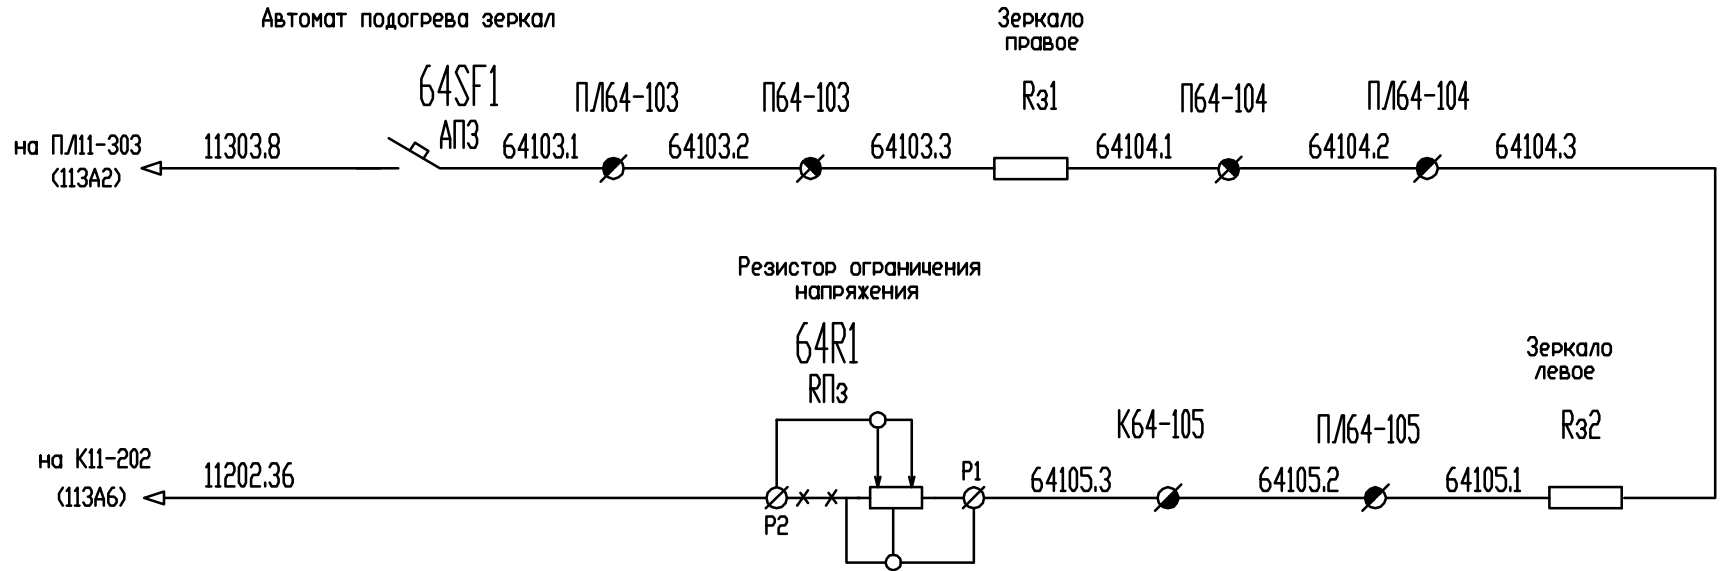 Автомат подогрева зеркал
Зеркало
правое
64SF1
АПЗ
ПЛ64-103
П64-103
Rз1
П64-104
ПЛ64-104
на ПЛ11-303
(113А2)
11303.8
64103.1
64103.2
64103.3
64104.1
64104.2
64104.3
Резистор ограничения
напряжения
64R1
RПз
Зеркало
левое
К64-105
ПЛ64-105
Rз2
на К11-202
(113А6)
11202.36
Р2
Р1
64105.3
64105.2
64105.1